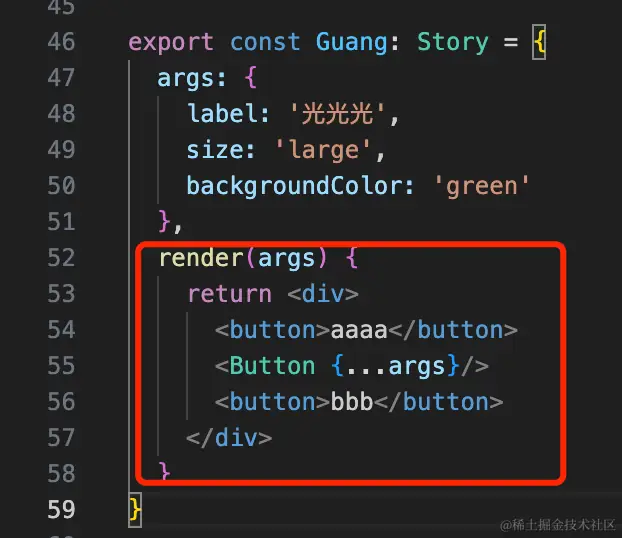 45
46 export const Guang: Story = {
47 args: {
48 label: '光光光',
49 size: 'large',
50 backgroundColor: 'green'
51 },
52 render(args) {
53 return <div>
54 <button>aaaa</button>
55 <Button {...args}/>
56 <button>bbb</button>
57 </div>
58 }
59 }
@稀土掘金技术社区